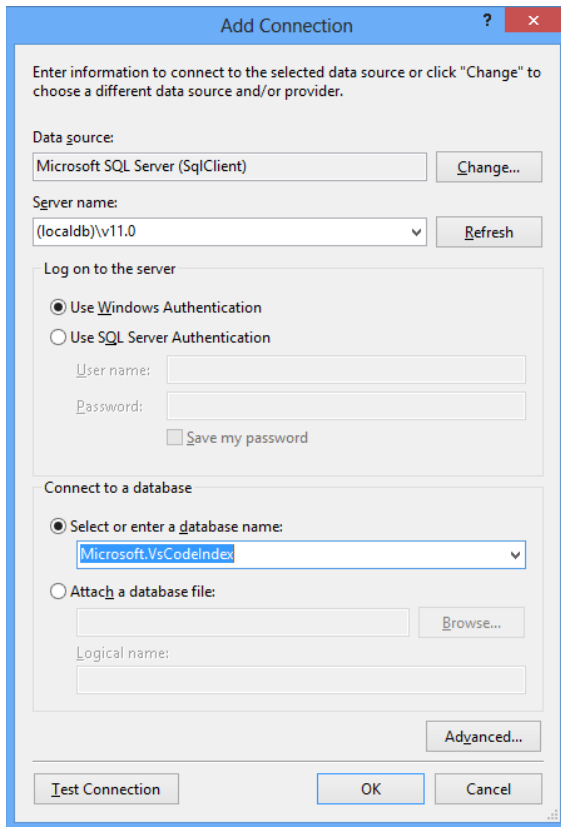 Add Connection
?
Enter information to connect to the selected data source or click "Change" to
choose a different data source and/or provider.
Data source:
Microsoft SQL Server (SqlClient)
Change...
Server name:
(localdb)\v11.0
Refresh
Log on to the server
Use Windows Authentication
Use SQL Server Authentication
User name:
Password:
Save my password
Connect to a database
Select or enter a database name:
Microsoft.VsCodeIndex
Attach a database file:
Browse...
Logical name:
Advanced...
Test Connection
OK
Cancel